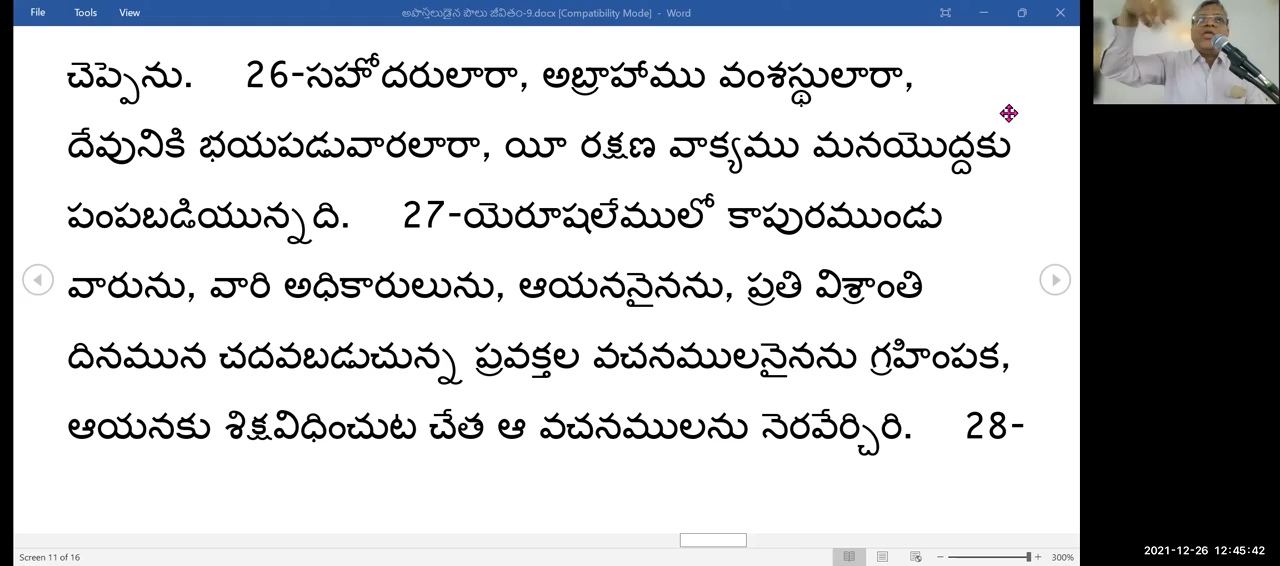 File Tools View అపొస్తలుడైన పౌలు జీవితం-9.docx [Compatibility Mode] - Word
చెప్పెను. 26-సహోదరులారా, అబ్రాహాము వంశస్థులారా,
దేవునికి భయపడువారలారా, యీ రక్షణ వాక్యము మనయొద్దకు
పంపబడియున్నది. 27-యెరూషలేములో కాపురముండు
వారును, వారి అధికారులును, ఆయననైనను, ప్రతి విశ్రాంతి
దినమున చదవబడుచున్న ప్రవక్తల వచనములనైనను గ్రహింపక,
ఆయనకు శిక్షవిధించుట చేత ఆ వచనములను నెరవేర్చిరి. 28-
Screen 11 of 16 300%
2021-12-26 12:45:42